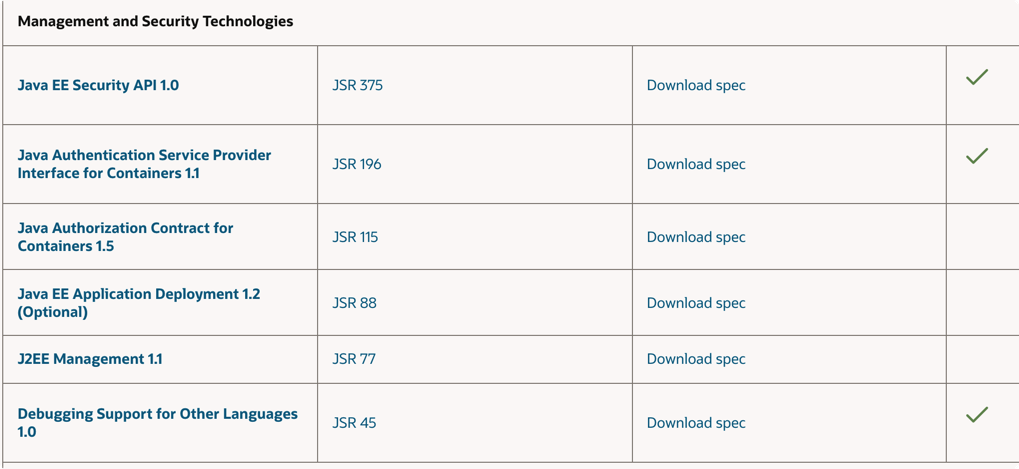 Management and Security Technologies
Java EE Security API 1.0
JSR 375
Download spec
Java Authentication Service Provider
Interface for Containers 1.1
JSR 196
Download spec
Java Authorization Contract for
Containers 1.5
JSR 115
Download spec
Java EE Application Deployment 1.2
(Optional)
JSR 88
Download spec
J2EE Management 1.1
JSR 77
Download spec
Debugging Support for Other Languages
1.0
JSR 45
Download spec